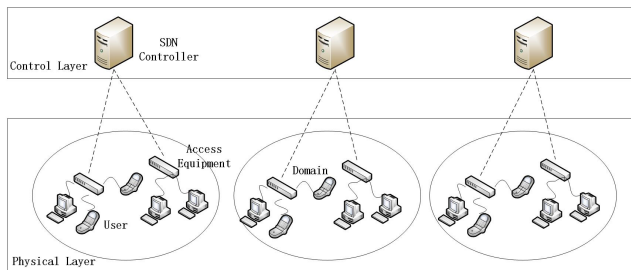 SDN
Controller
Control Layer
Access
Equipment
Domain
User
Physical Layer